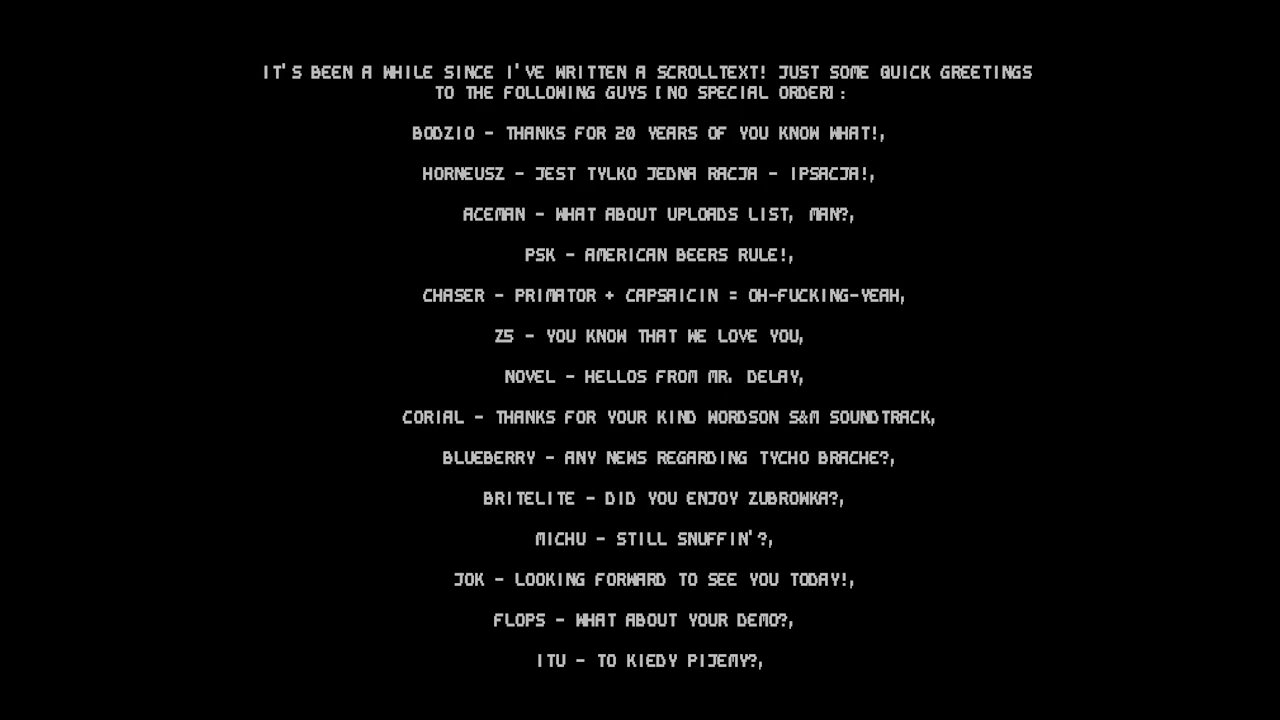 IT'S BEEN A WHILE SINCE I'VE WRITTEN A SCROLLTEXT! JUST SOME QUICK GREETINGS
TO THE FOLLOWING GUYS [NO SPECIAL ORDER]:
BODZIO - THANKS FOR 20 YEARS OF YOU KNOW WHAT!,
HORNEUSZ - JEST TYLKO JEDNA RACJA - IPSACJA!,
ACEMAN - WHAT ABOUT UPLOADS LIST, MAN?,
PSK - AMERICAN BEERS RULE!,
CHASER - PRIMATOR + CAPSAICIN = OH-FUCKING-YEAH,
Z5 - YOU KNOW THAT WE LOVE YOU,
NOVEL - HELLOS FROM MR. DELAY,
CORIAL - THANKS FOR YOUR KIND WORDSON S&M SOUNDTRACK,
BLUEBERRY - ANY NEWS REGARDING TYCHO BRACHE?,
BRITELITE - DID YOU ENJOY ZUBROWKA?,
MICHU - STILL SNUFFIN'?,
JOK - LOOKING FORWARD TO SEE YOU TODAY!,
FLOPS - WHAT ABOUT YOUR DEMO?,
ITU - TO KIEDY PIJEMY?,